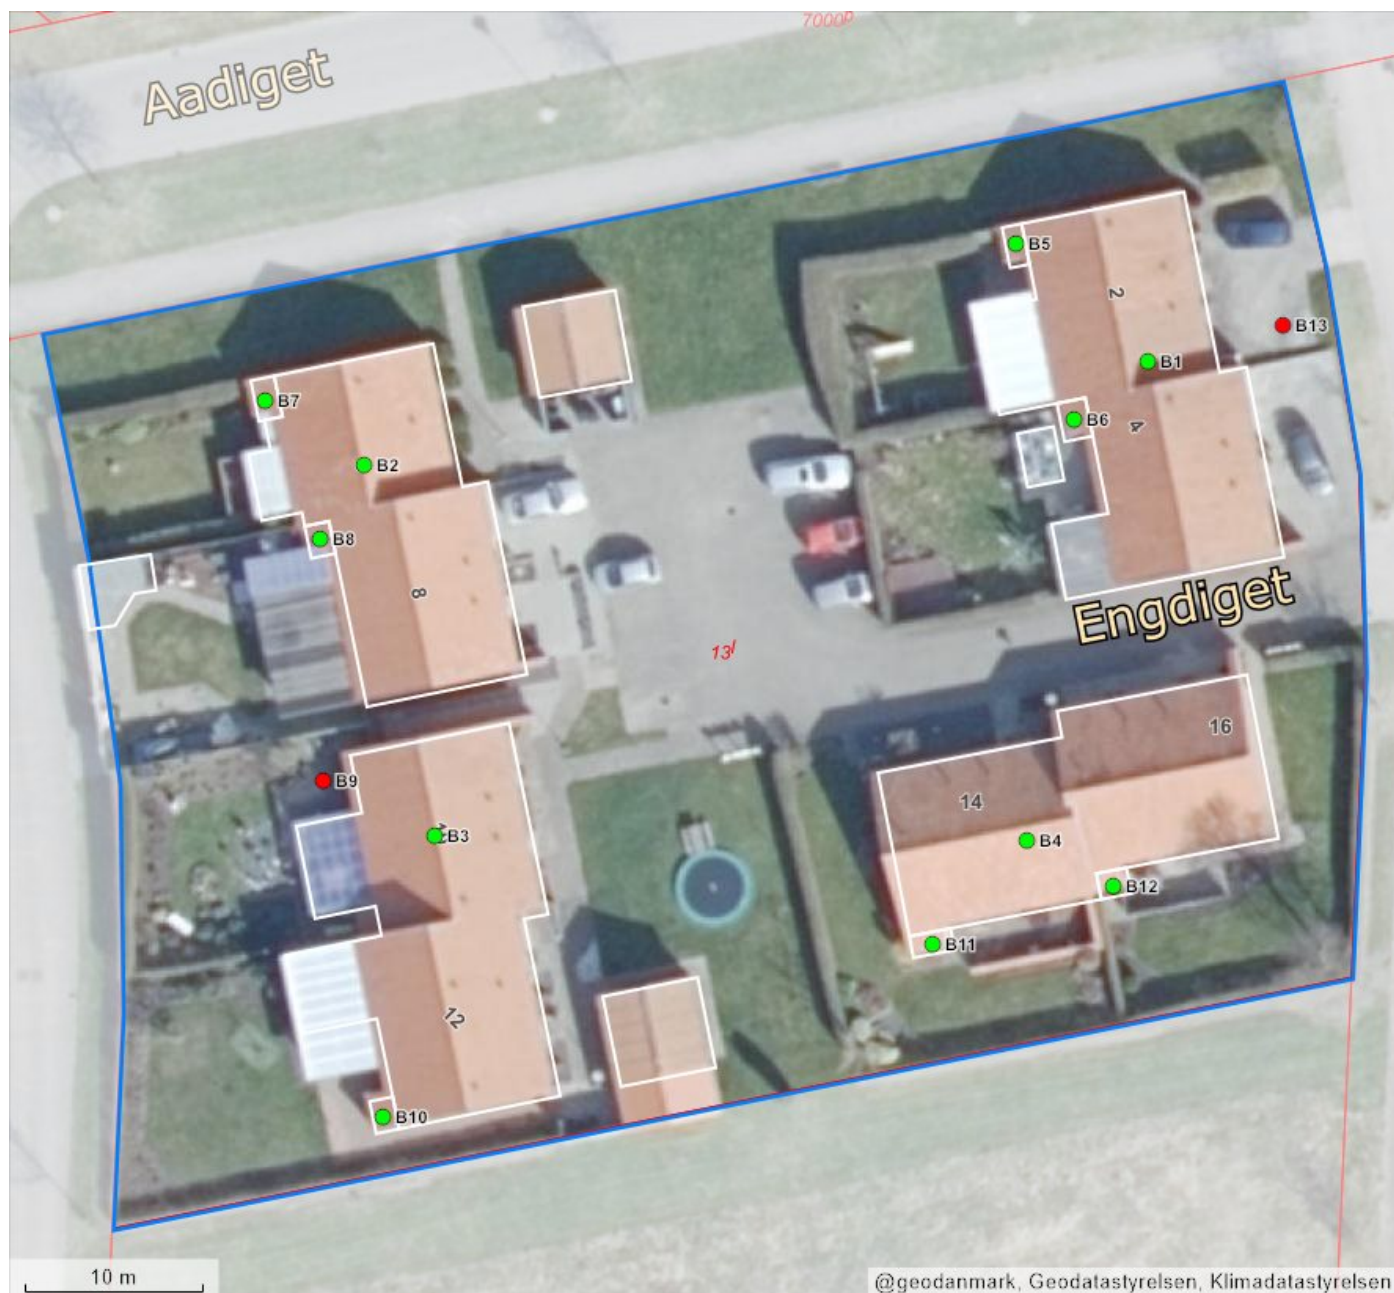 7000p
Aadiget
B5
2
B13
B1
B7
B6
4
B2
B8
8
Engdiget
13l
16
B9
14
B3
B4
B12
B11
12
B10
10 m
@geodanmark, Geodatastyrelsen, Klimadatastyrelsen